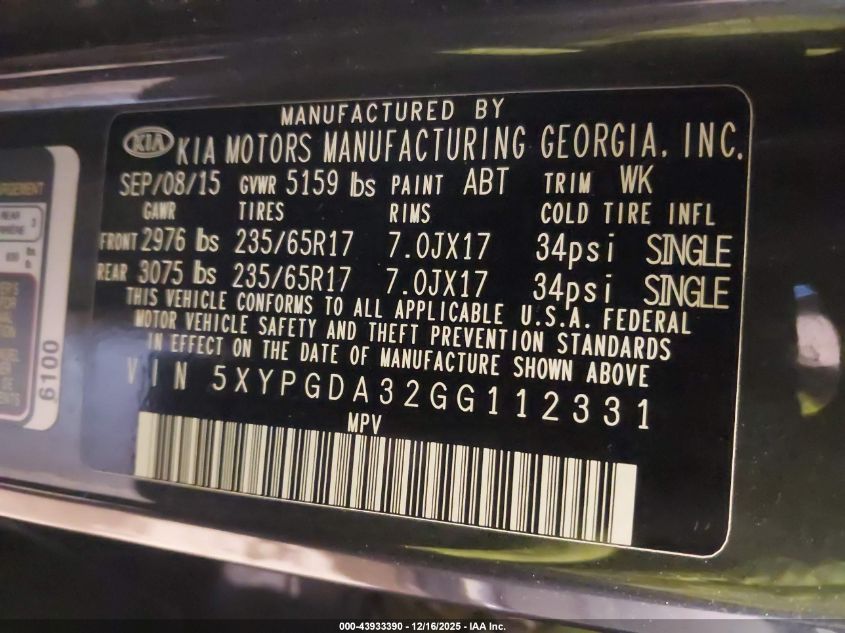 MANUFACTURED BY
KIA KIA MOTORS MANUFACTURING GEORGIA, INC.
SEP/08/15 GVWR 5159 lbs PAINT ABT TRIM WK
GAWR TIRES RIMS COLD TIRE INFL
FRONT 2976 lbs 235/65R17 7.0JX17 34psi SINGLE
REAR 3075 lbs 235/65R17 7.0JX17 34psi SINGLE
THIS VEHICLE CONFORMS TO ALL APPLICABLE U.S.A. FEDERAL
MOTOR VEHICLE SAFETY AND THEFT PREVENTION STANDARDS
IN EFFECT ON THE DATE OF MANUFACTURE SHOWN ABOVE
VIN 5XYPGDA32GG112331
MPV
REAR
6100
000-43933390 - 12/16/2025 - IAA Inc.